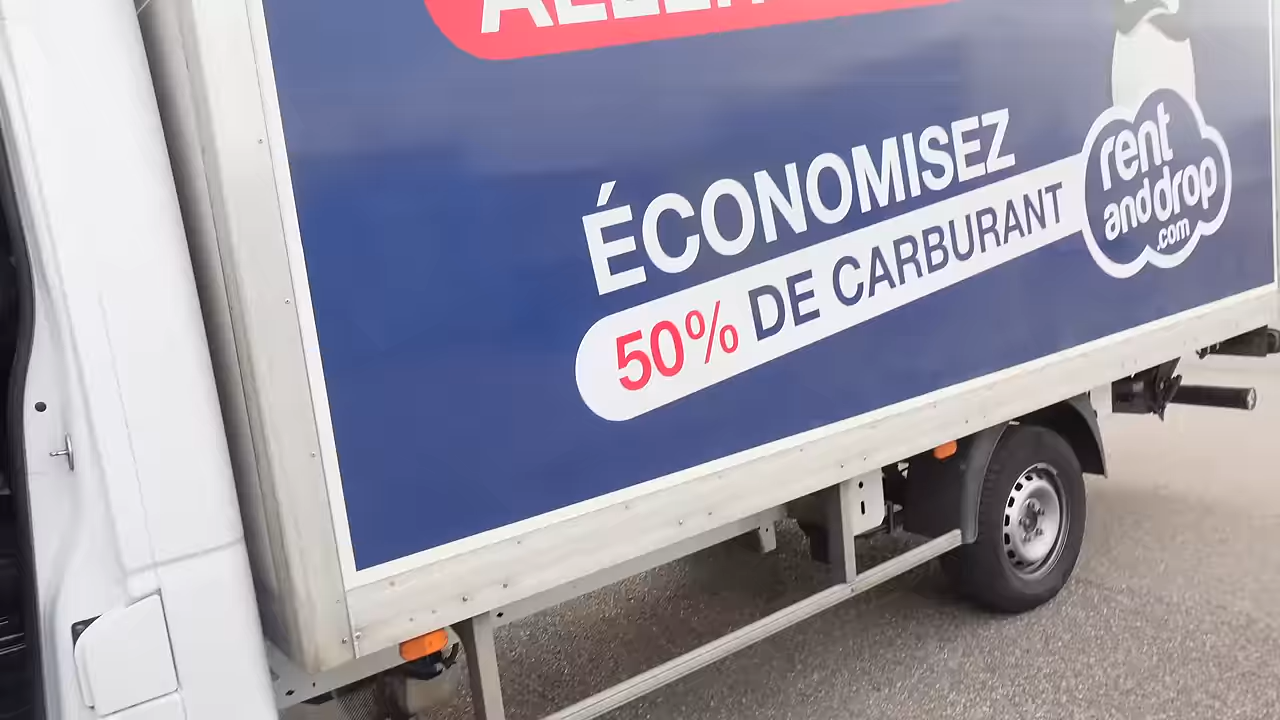 ÉCONOMISEZ
50% DE CARBURANT
rent
anddrop
.com